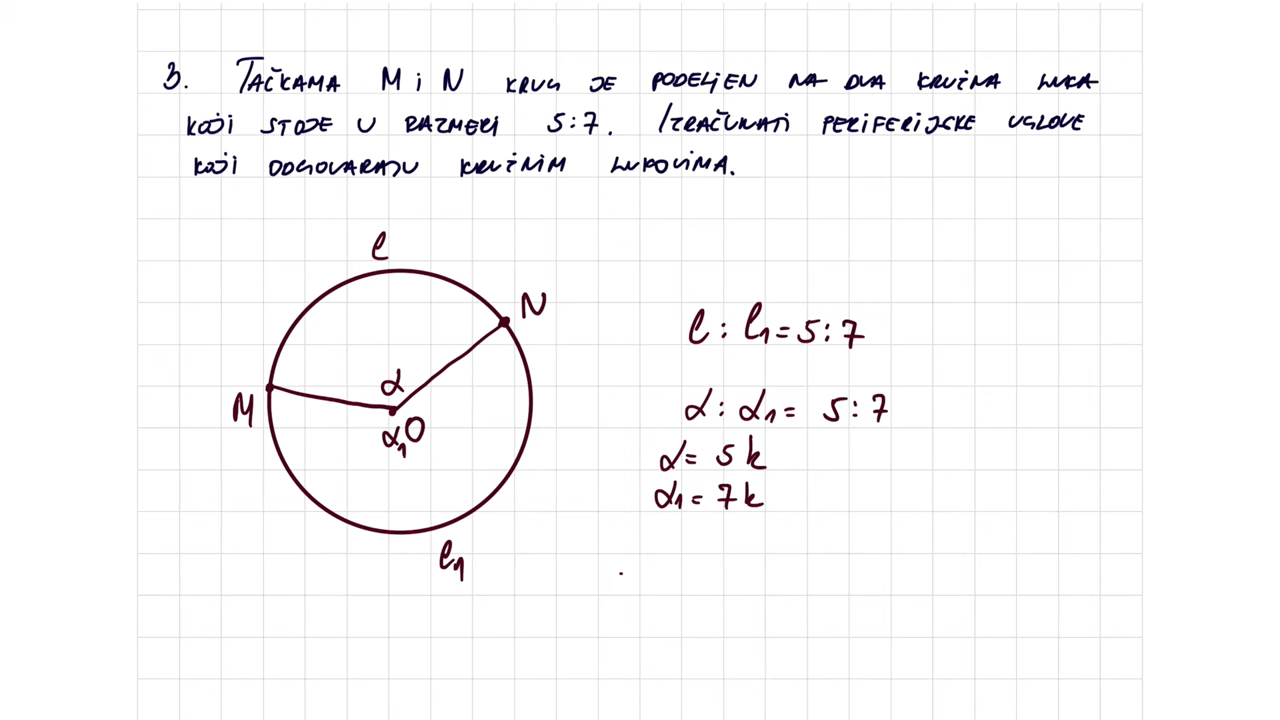 3. TAČKAMA M i N KRUG JE PODELJEN NA DVA KRUŽNA LUKA
KOJI STOJE U RAZMERI 5:7. IZRAČUNATI PERIFERIJSKE UGLOVE
KOJI ODGOVARAJU KRUŽNIM LUKOVIMA.
l
N
l : l₁ = 5:7
α
M
α : α₁ = 5:7
α₁ O
α = 5k
α₁ = 7k
l₁